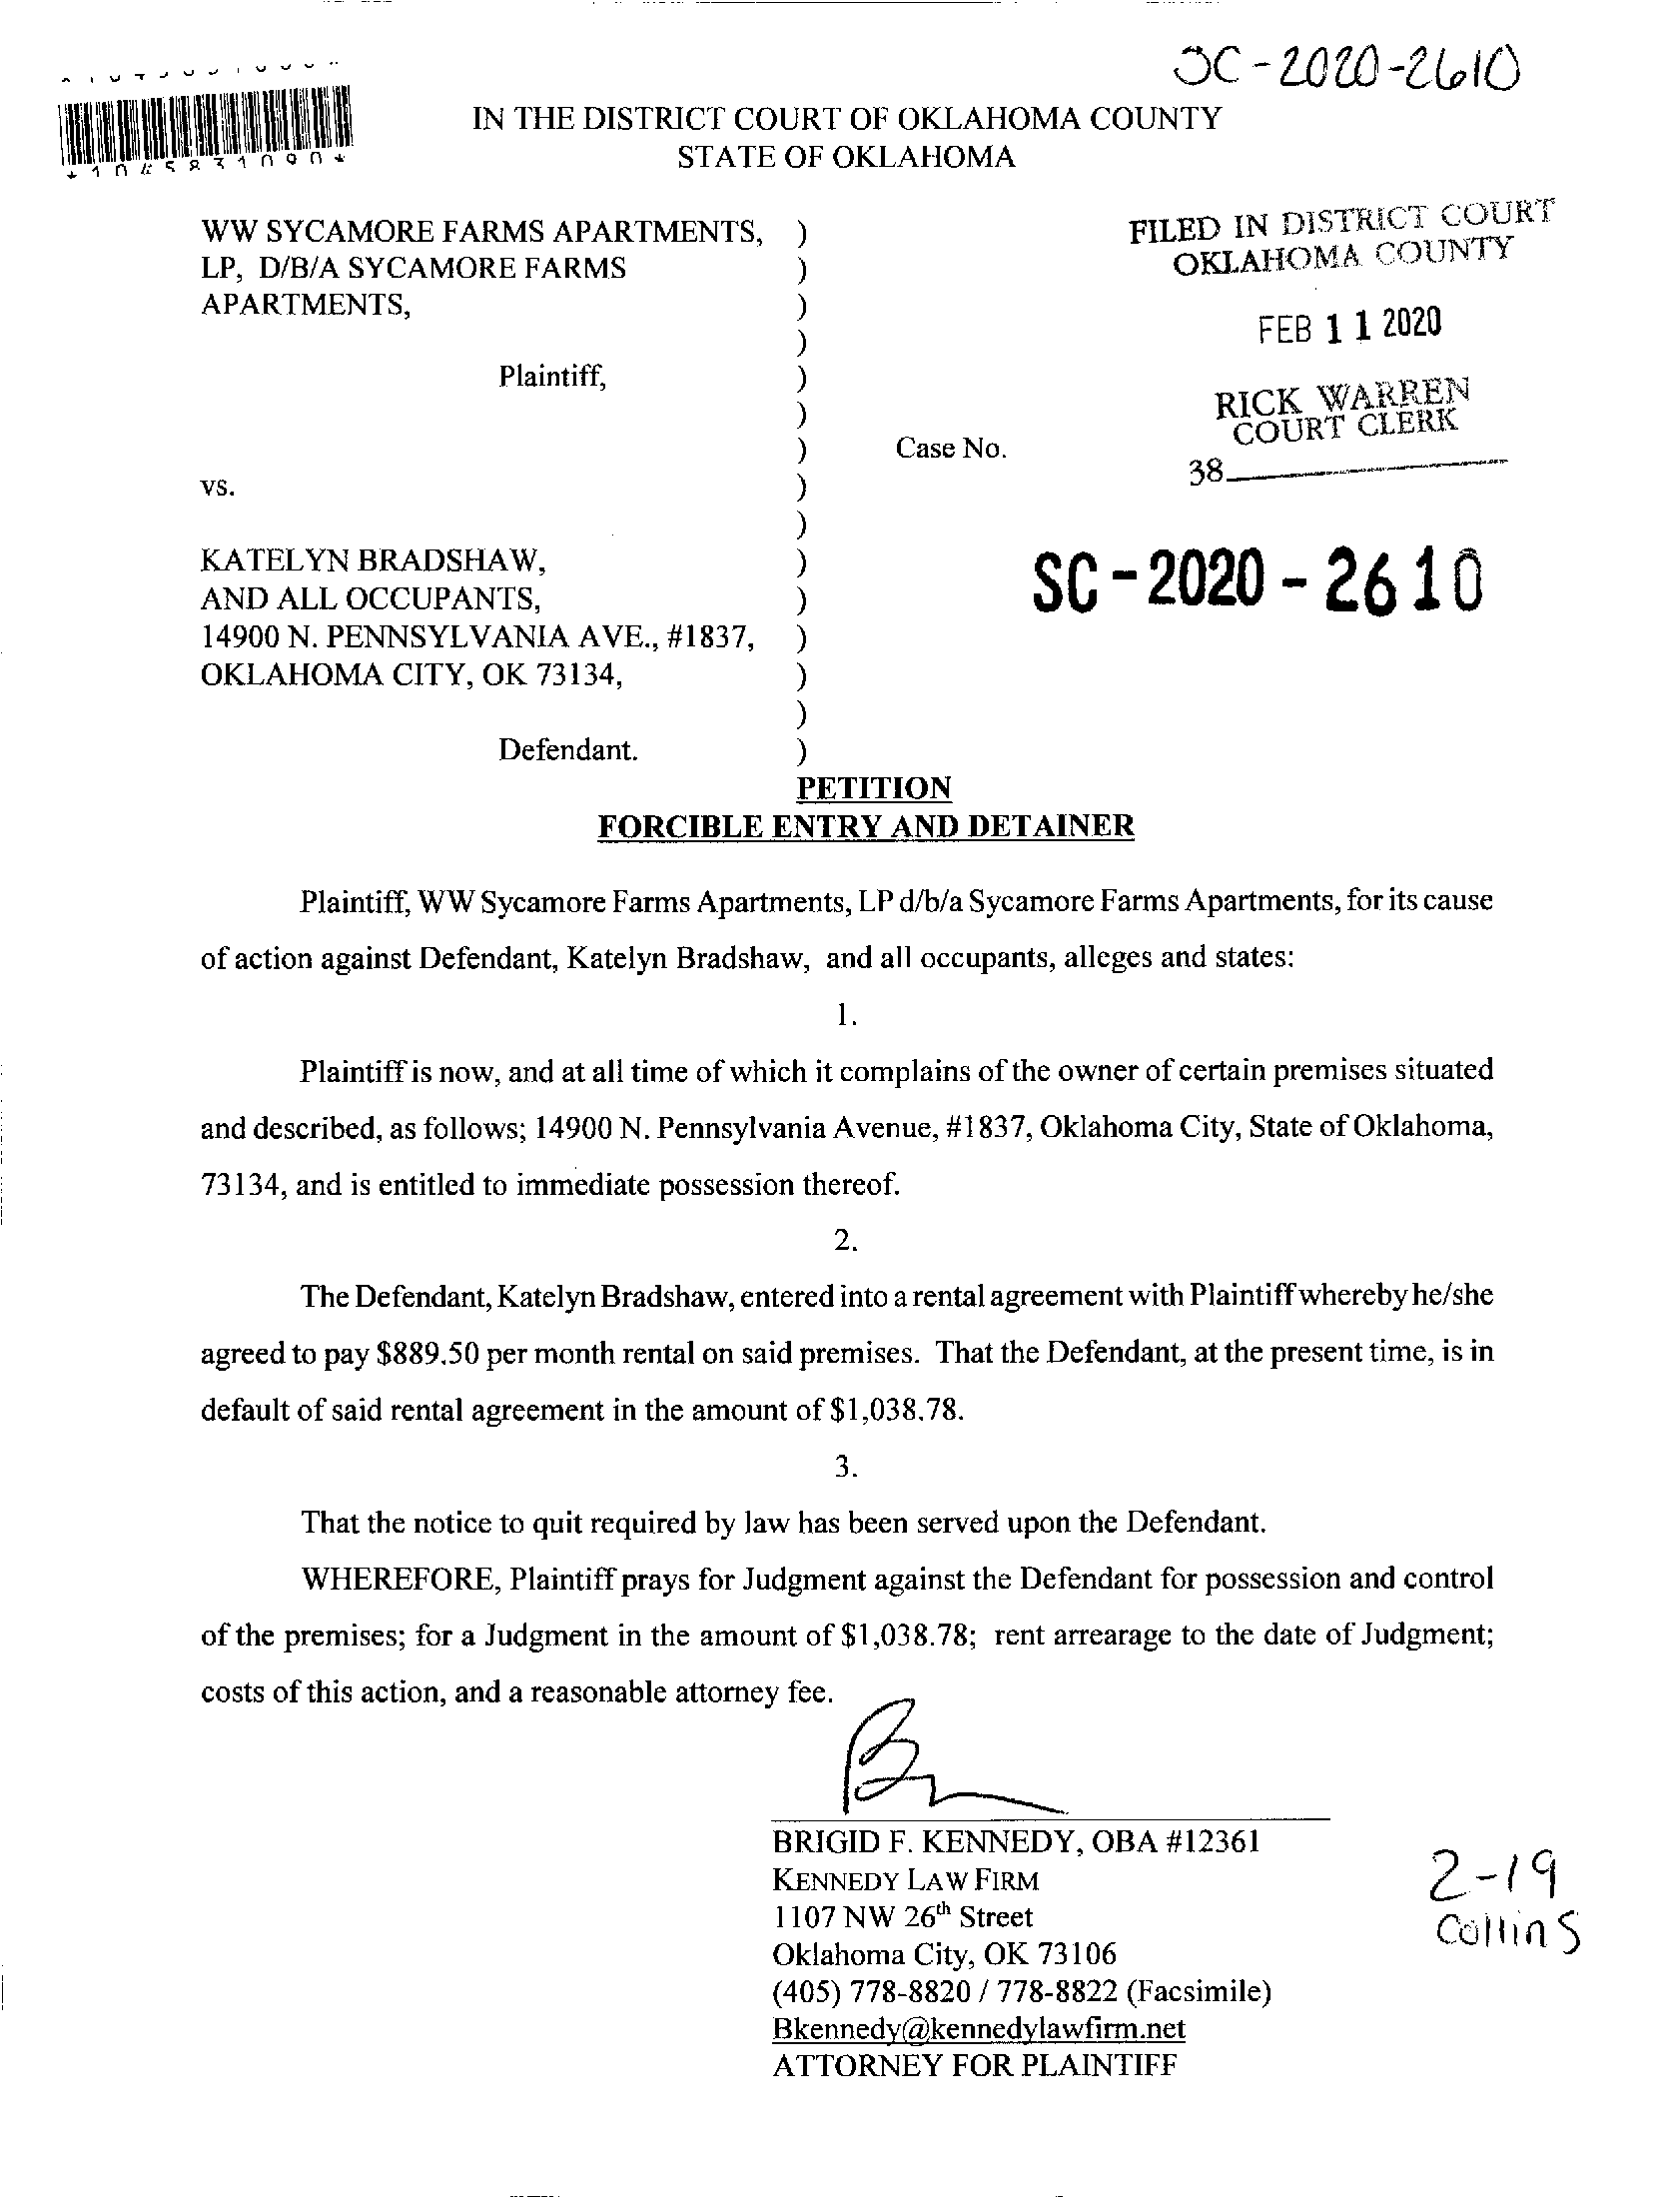 SC-2020-2610
*1045831090*
IN THE DISTRICT COURT OF OKLAHOMA COUNTY
STATE OF OKLAHOMA
WW SYCAMORE FARMS APARTMENTS, )
LP, D/B/A SYCAMORE FARMS )
APARTMENTS, )
)
Plaintiff, )
)
) Case No.
vs. )
)
KATELYN BRADSHAW, )
AND ALL OCCUPANTS, )
14900 N. PENNSYLVANIA AVE., #1837, )
OKLAHOMA CITY, OK 73134, )
)
Defendant. )
FILED IN DISTRICT COURT
OKLAHOMA COUNTY
FEB 11 2020
RICK WARREN
COURT CLERK
38
SC-2020-2610
PETITION
FORCIBLE ENTRY AND DETAINER
Plaintiff, WW Sycamore Farms Apartments, LP d/b/a Sycamore Farms Apartments, for its cause
of action against Defendant, Katelyn Bradshaw, and all occupants, alleges and states:
1.
Plaintiff is now, and at all time of which it complains of the owner of certain premises situated
and described, as follows; 14900 N. Pennsylvania Avenue, #1837, Oklahoma City, State of Oklahoma,
73134, and is entitled to immediate possession thereof.
2.
The Defendant, Katelyn Bradshaw, entered into a rental agreement with Plaintiff whereby he/she
agreed to pay $889.50 per month rental on said premises. That the Defendant, at the present time, is in
default of said rental agreement in the amount of $1,038.78.
3.
That the notice to quit required by law has been served upon the Defendant.
WHEREFORE, Plaintiff prays for Judgment against the Defendant for possession and control
of the premises; for a Judgment in the amount of $1,038.78; rent arrearage to the date of Judgment;
costs of this action, and a reasonable attorney fee.
BRIGID F. KENNEDY, OBA #12361
KENNEDY LAW FIRM
1107 NW 26th Street
Oklahoma City, OK 73106
(405) 778-8820 / 778-8822 (Facsimile)
Bkennedy@kennedylawfirm.net
ATTORNEY FOR PLAINTIFF
2-19
Collins